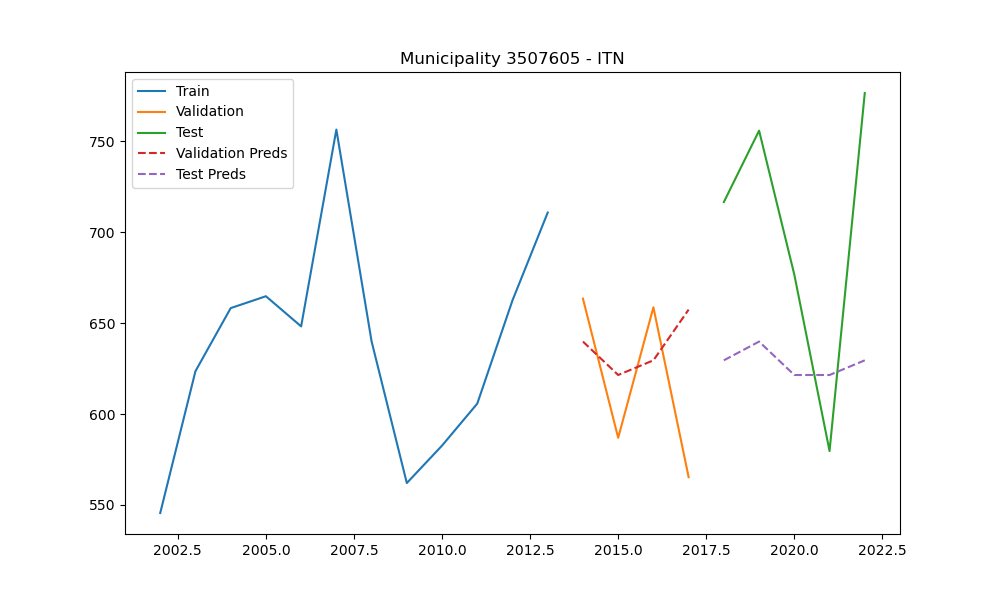 Municipality 3507605 - ITN
Train
Validation
Test
Validation Preds
Test Preds
750
700
650
600
550
2002.5 2005.0 2007.5 2010.0 2012.5 2015.0 2017.5 2020.0 2022.5